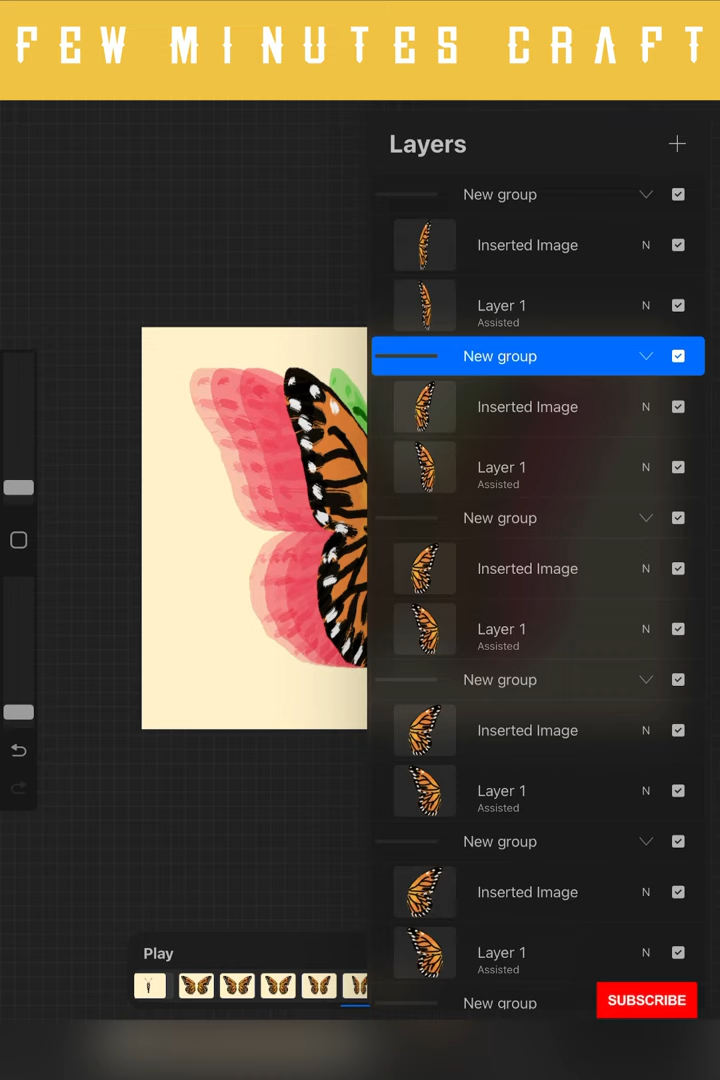 FEW MINUTES CRAFT
Layers
New group
Inserted Image N
Layer 1 N
Assisted
New group
Inserted Image N
Layer 1 N
Assisted
New group
Inserted Image N
Layer 1 N
Assisted
New group
Inserted Image N
Layer 1 N
Assisted
New group
Inserted Image N
Layer 1 N
Assisted
New group
Play
SUBSCRIBE